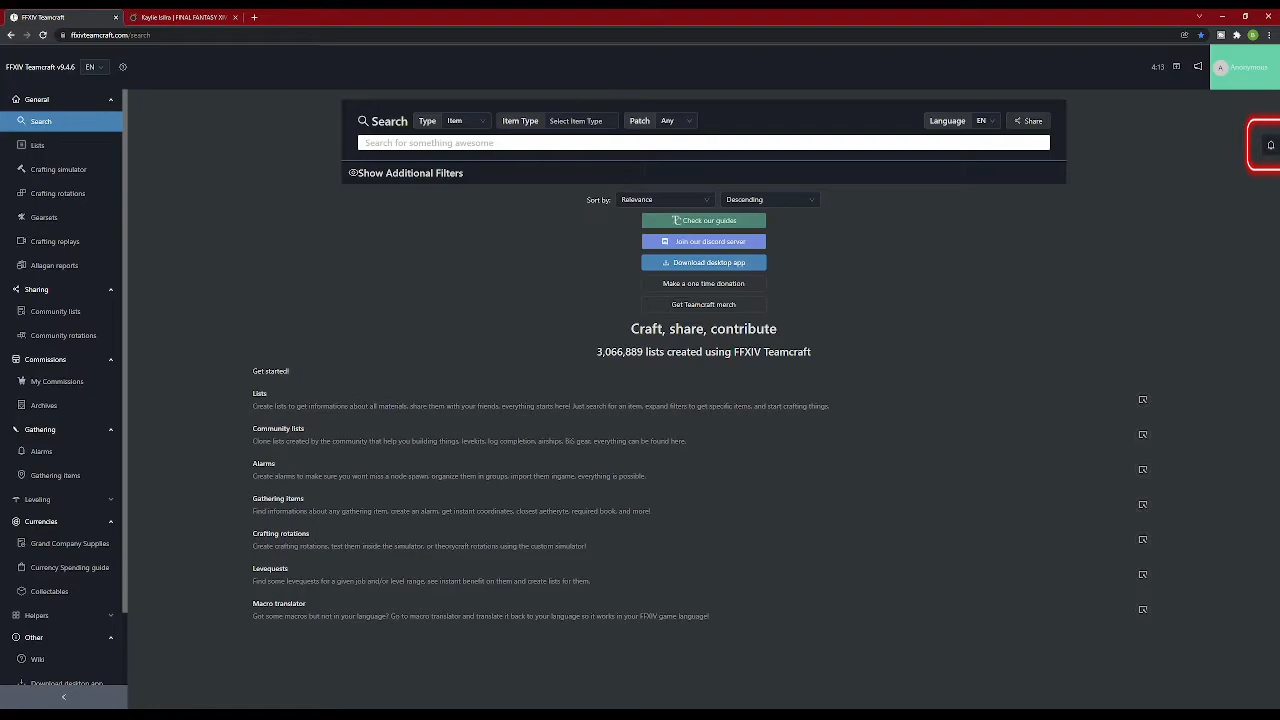 FFXIV Teamcraft
Kaylie Isilra | FINAL FANTASY XIV
ffxivteamcraft.com/search
FFXIV Teamcraft v9.4.6
EN
4:13
A
Anonymous
General
Search
Lists
Crafting simulator
Crafting rotations
Gearsets
Crafting replays
Allagan reports
Sharing
Community lists
Community rotations
Commissions
My Commissions
Archives
Gathering
Alarms
Gathering items
Leveling
Currencies
Grand Company Supplies
Currency Spending guide
Collectables
Helpers
Other
Wiki
Download desktop app
Search
Type
Item
Item Type
Select Item Type
Patch
Any
Language
EN
Share
Search for something awesome
Show Additional Filters
Sort by:
Relevance
Descending
Check our guides
Join our discord server
Download desktop app
Make a one time donation
Get Teamcraft merch
Craft, share, contribute
3,066,889 lists created using FFXIV Teamcraft
Get started!
Lists
Create lists to get informations about all materials, share them with your friends, everything starts here! Just search for an item, expand filters to get specific items, and start crafting things.
Community lists
Clone lists created by the community that help you building things, levekits, log completion, airships, BiS gear, everything can be found here.
Alarms
Create alarms to make sure you wont miss a node spawn, organize them in groups, import them ingame, everything is possible.
Gathering items
Find informations about any gathering item, create an alarm, get instant coordinates, closest aetheryte, required book, and more!
Crafting rotations
Create crafting rotations, test them inside the simulator, or theorycraft rotations using the custom simulator!
Levequests
Find some levequests for a given job and/or level range, see instant benefit on them and create lists for them.
Macro translator
Got some macros but not in your language? Go to macro translator and translate it back to your language so it works in your FFXIV game language!